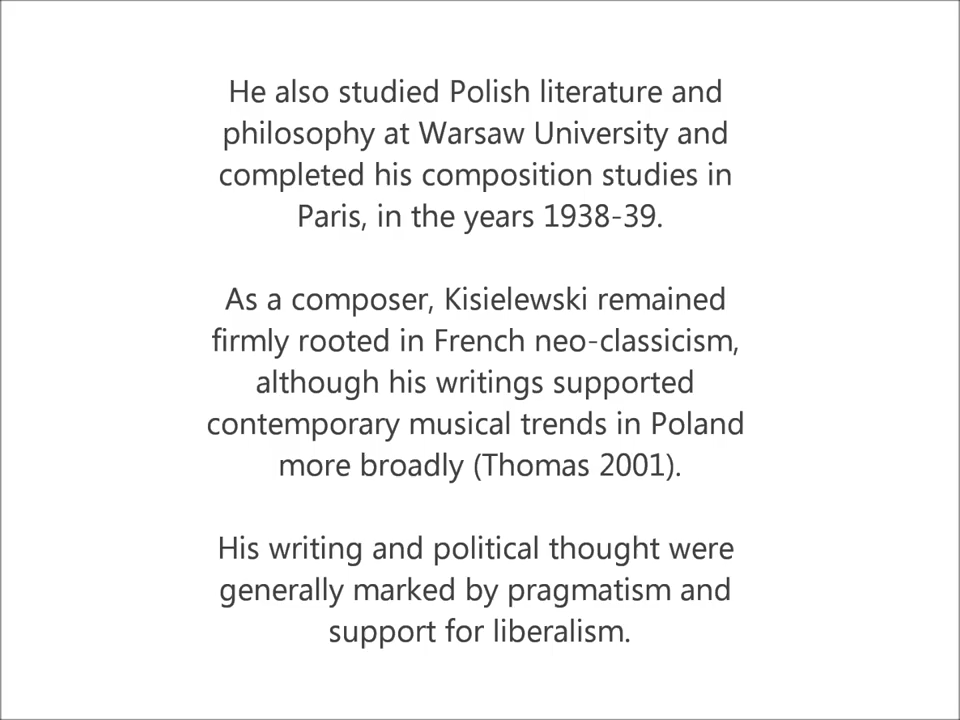 He also studied Polish literature and
philosophy at Warsaw University and
completed his composition studies in
Paris, in the years 1938-39.
As a composer, Kisielewski remained
firmly rooted in French neo-classicism,
although his writings supported
contemporary musical trends in Poland
more broadly (Thomas 2001).
His writing and political thought were
generally marked by pragmatism and
support for liberalism.